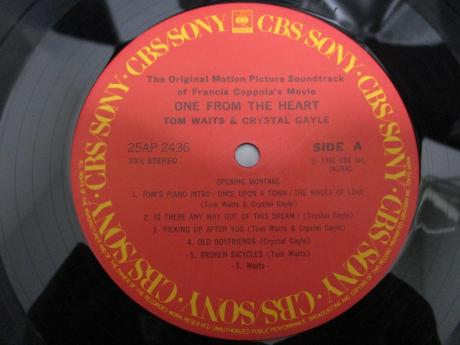 CBS/SONY · CBS/SONY · CBS/SONY · CBS/SONY · CBS/SONY · CBS/SONY
The Original Motion Picture Soundtrack
of Francis Coppola's Movie
ONE FROM THE HEART
TOM WAITS & CRYSTAL GAYLE
25AP 2436 SIDE A
33⅓ STEREO ℗ 1982 CBS Inc.
OPENING MONTAGE
1. TOM'S PIANO INTRO / ONCE UPON A TOWN / THE WAGES OF LOVE
(Tom Waits & Crystal Gayle)
2. IS THERE ANY WAY OUT OF THIS DREAM? (Crystal Gayle)
3. PICKING UP AFTER YOU (Tom Waits & Crystal Gayle)
4. OLD BOYFRIENDS (Crystal Gayle)
5. BROKEN BICYCLES (Tom Waits)
-T. Waits-